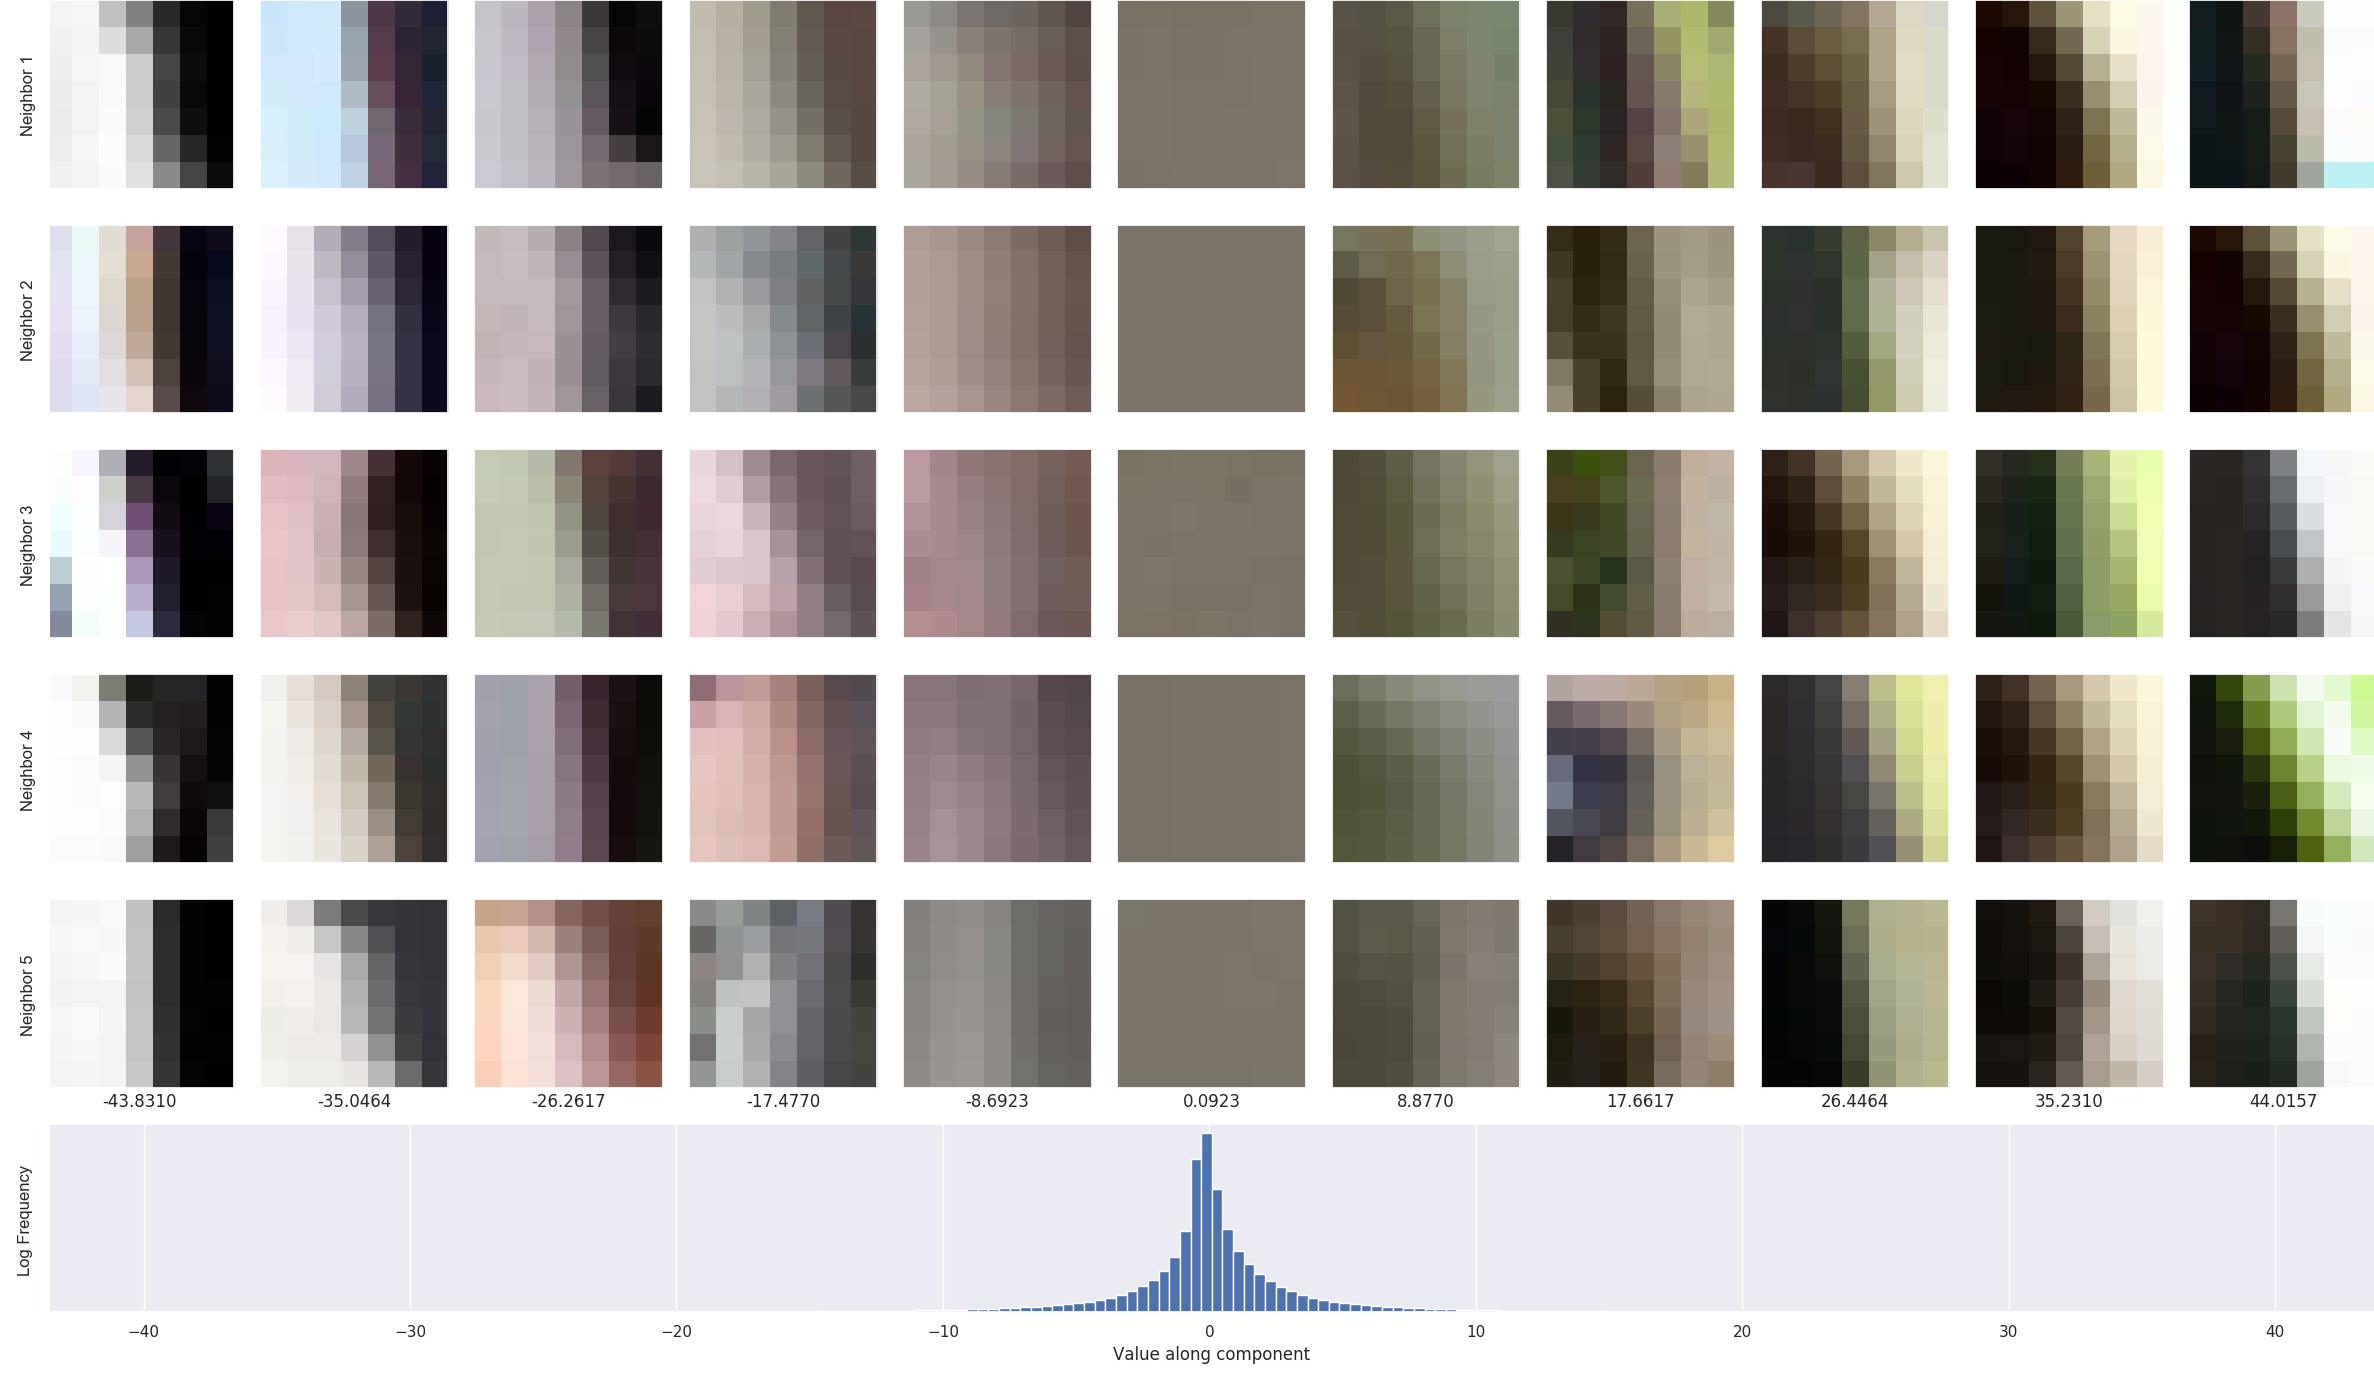 Neighbor 1
Neighbor 2
Neighbor 3
Neighbor 4
Neighbor 5
-43.8310 -35.0464 -26.2617 -17.4770 -8.6923 0.0923 8.8770 17.6617 26.4464 35.2310 44.0157
Log Frequency
−40 −30 −20 −10 0 10 20 30 40
Value along component